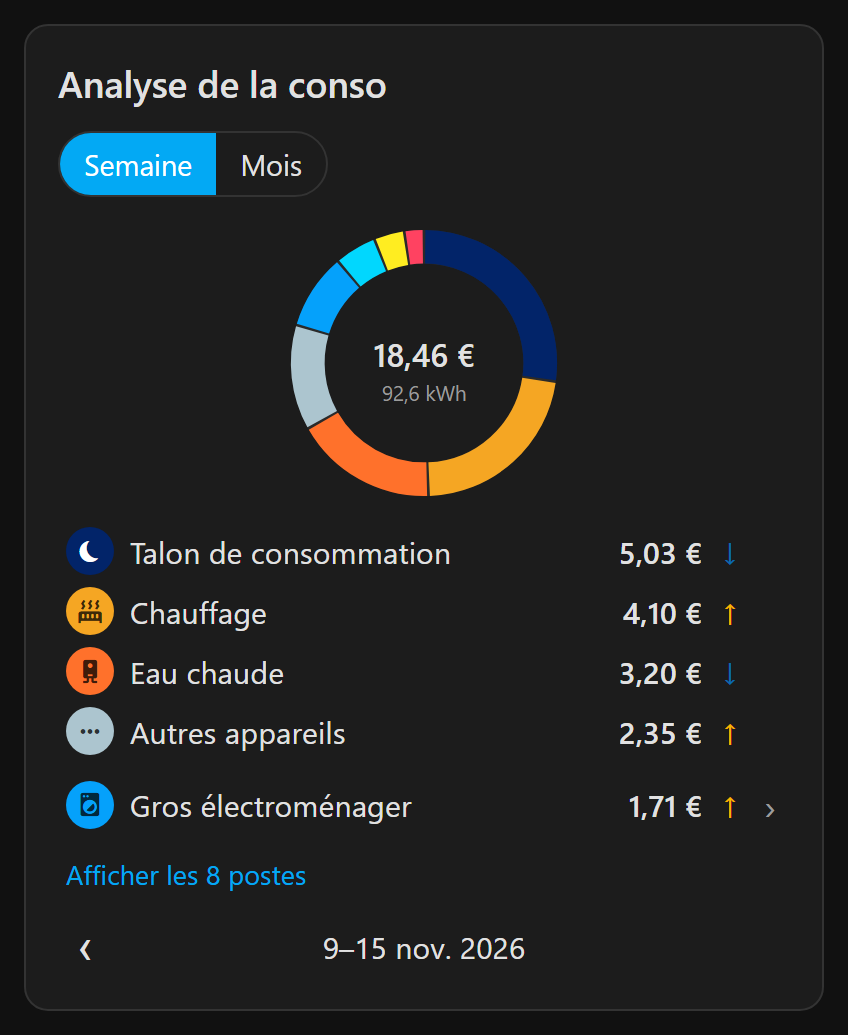 Analyse de la conso
Semaine Mois
18,46 €
92,6 kWh
Talon de consommation 5,03 € ↓
Chauffage 4,10 € ↑
Eau chaude 3,20 € ↓
Autres appareils 2,35 € ↑
Gros électroménager 1,71 € ↑ ›
Afficher les 8 postes
‹ 9–15 nov. 2026